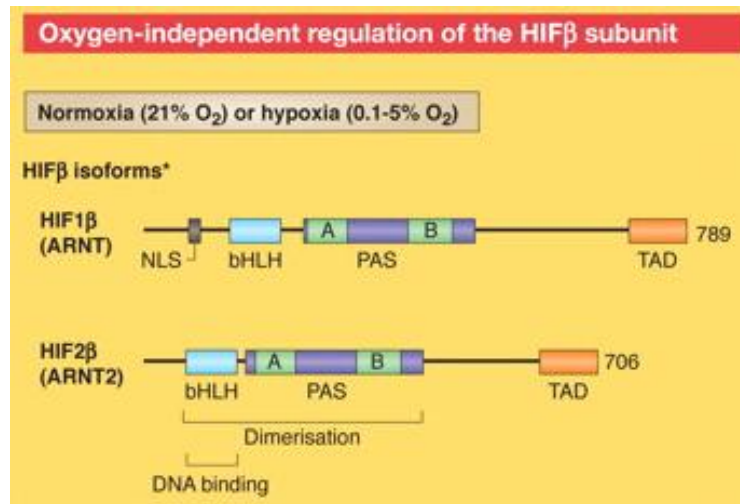 Oxygen-independent regulation of the HIFβ subunit
Normoxia (21% O₂) or hypoxia (0.1-5% O₂)
HIFβ isoforms*
HIF1β
(ARNT)
A
B
789
NLS
bHLH
PAS
TAD
HIF2β
(ARNT2)
A
B
706
bHLH
PAS
TAD
Dimerisation
DNA binding